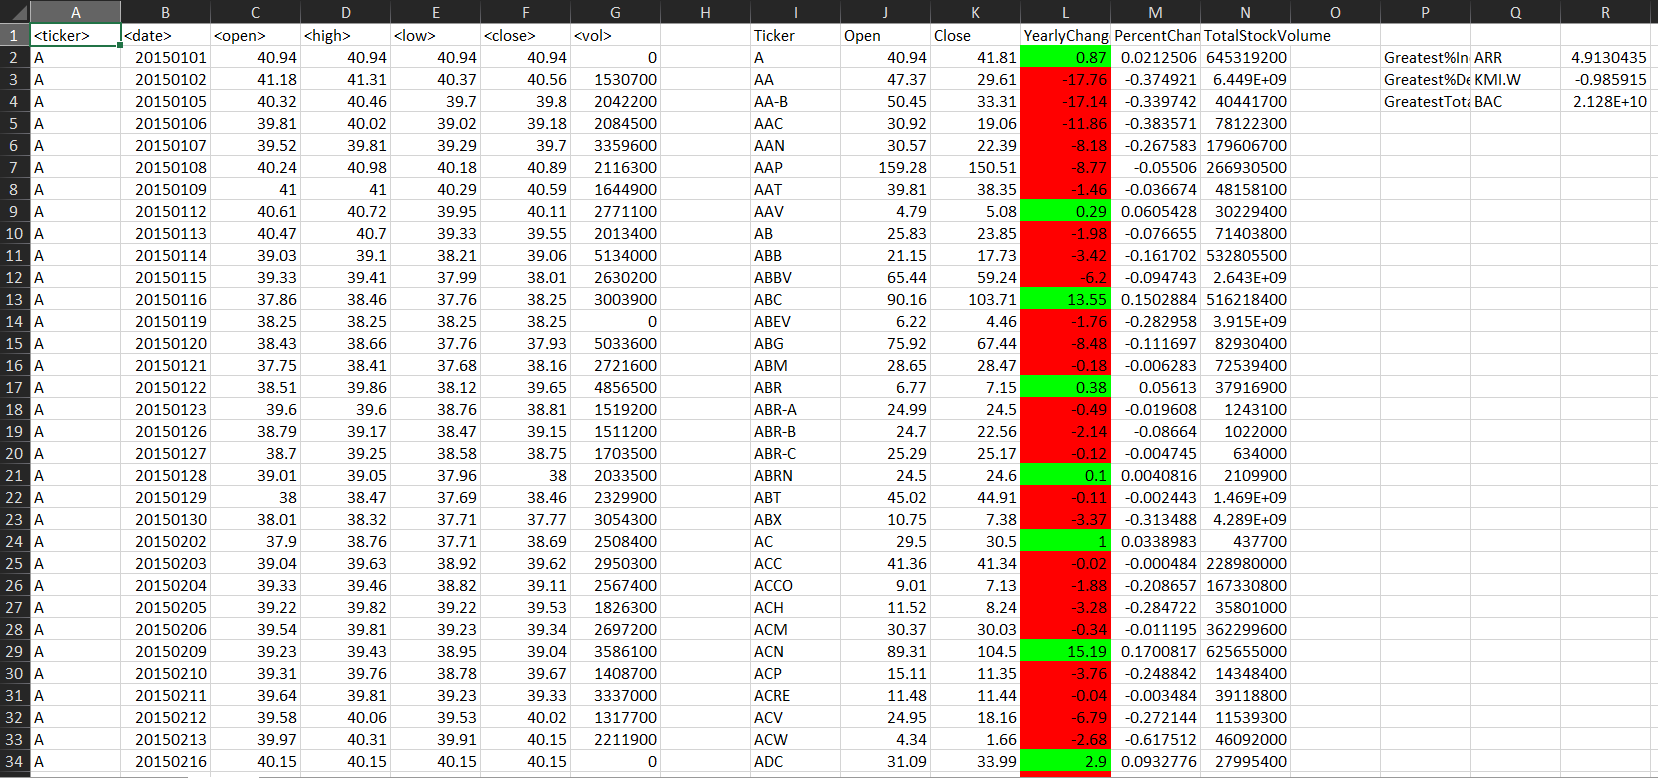 A B C D E F G H I J K L M N O P Q R
1 <ticker> <date> <open> <high> <low> <close> <vol> Ticker Open Close YearlyChang PercentChan TotalStockVolume
2 A 20150101 40.94 40.94 40.94 40.94 0 A 40.94 41.81 0.87 0.0212506 645319200 Greatest%In ARR 4.9130435
3 A 20150102 41.18 41.31 40.37 40.56 1530700 AA 47.37 29.61 -17.76 -0.374921 6.449E+09 Greatest%De KMI.W -0.985915
4 A 20150105 40.32 40.46 39.7 39.8 2042200 AA-B 50.45 33.31 -17.14 -0.339742 40441700 GreatestTota BAC 2.128E+10
5 A 20150106 39.81 40.02 39.02 39.18 2084500 AAC 30.92 19.06 -11.86 -0.383571 78122300
6 A 20150107 39.52 39.81 39.29 39.7 3359600 AAN 30.57 22.39 -8.18 -0.267583 179606700
7 A 20150108 40.24 40.98 40.18 40.89 2116300 AAP 159.28 150.51 -8.77 -0.05506 266930500
8 A 20150109 41 41 40.29 40.59 1644900 AAT 39.81 38.35 -1.46 -0.036674 48158100
9 A 20150112 40.61 40.72 39.95 40.11 2771100 AAV 4.79 5.08 0.29 0.0605428 30229400
10 A 20150113 40.47 40.7 39.33 39.55 2013400 AB 25.83 23.85 -1.98 -0.076655 71403800
11 A 20150114 39.03 39.1 38.21 39.06 5134000 ABB 21.15 17.73 -3.42 -0.161702 532805500
12 A 20150115 39.33 39.41 37.99 38.01 2630200 ABBV 65.44 59.24 -6.2 -0.094743 2.643E+09
13 A 20150116 37.86 38.46 37.76 38.25 3003900 ABC 90.16 103.71 13.55 0.1502884 516218400
14 A 20150119 38.25 38.25 38.25 38.25 0 ABEV 6.22 4.46 -1.76 -0.282958 3.915E+09
15 A 20150120 38.43 38.66 37.76 37.93 5033600 ABG 75.92 67.44 -8.48 -0.111697 82930400
16 A 20150121 37.75 38.41 37.68 38.16 2721600 ABM 28.65 28.47 -0.18 -0.006283 72539400
17 A 20150122 38.51 39.86 38.12 39.65 4856500 ABR 6.77 7.15 0.38 0.05613 37916900
18 A 20150123 39.6 39.6 38.76 38.81 1519200 ABR-A 24.99 24.5 -0.49 -0.019608 1243100
19 A 20150126 38.79 39.17 38.47 39.15 1511200 ABR-B 24.7 22.56 -2.14 -0.08664 1022000
20 A 20150127 38.7 39.25 38.58 38.75 1703500 ABR-C 25.29 25.17 -0.12 -0.004745 634000
21 A 20150128 39.01 39.05 37.96 38 2033500 ABRN 24.5 24.6 0.1 0.0040816 2109900
22 A 20150129 38 38.47 37.69 38.46 2329900 ABT 45.02 44.91 -0.11 -0.002443 1.469E+09
23 A 20150130 38.01 38.32 37.71 37.77 3054300 ABX 10.75 7.38 -3.37 -0.313488 4.289E+09
24 A 20150202 37.9 38.76 37.71 38.69 2508400 AC 29.5 30.5 1 0.0338983 437700
25 A 20150203 39.04 39.63 38.92 39.62 2950300 ACC 41.36 41.34 -0.02 -0.000484 228980000
26 A 20150204 39.33 39.46 38.82 39.11 2567400 ACCO 9.01 7.13 -1.88 -0.208657 167330800
27 A 20150205 39.22 39.82 39.22 39.53 1826300 ACH 11.52 8.24 -3.28 -0.284722 35801000
28 A 20150206 39.54 39.81 39.23 39.34 2697200 ACM 30.37 30.03 -0.34 -0.011195 362299600
29 A 20150209 39.23 39.43 38.95 39.04 3586100 ACN 89.31 104.5 15.19 0.1700817 625655000
30 A 20150210 39.31 39.76 38.78 39.67 1408700 ACP 15.11 11.35 -3.76 -0.248842 14348400
31 A 20150211 39.64 39.81 39.23 39.33 3337000 ACRE 11.48 11.44 -0.04 -0.003484 39118800
32 A 20150212 39.58 40.06 39.53 40.02 1317700 ACV 24.95 18.16 -6.79 -0.272144 11539300
33 A 20150213 39.97 40.31 39.91 40.15 2211900 ACW 4.34 1.66 -2.68 -0.617512 46092000
34 A 20150216 40.15 40.15 40.15 40.15 0 ADC 31.09 33.99 2.9 0.0932776 27995400